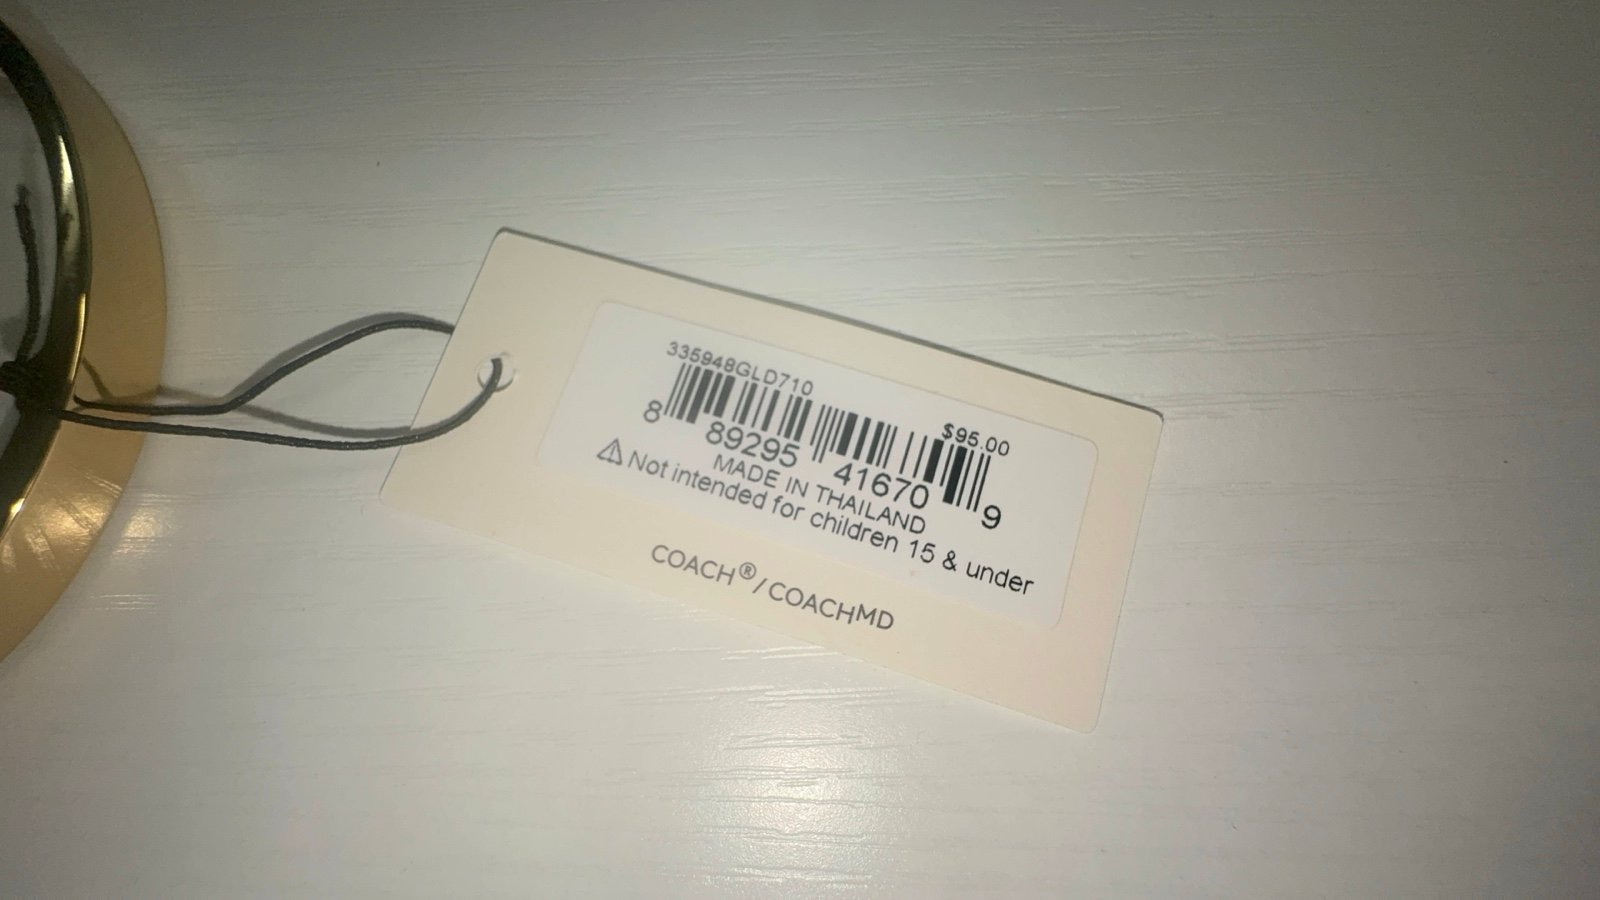 335948GLD710
$95.00
8 89295 41670 9
MADE IN THAILAND
⚠ Not intended for children 15 & under
COACH®/COACHMD